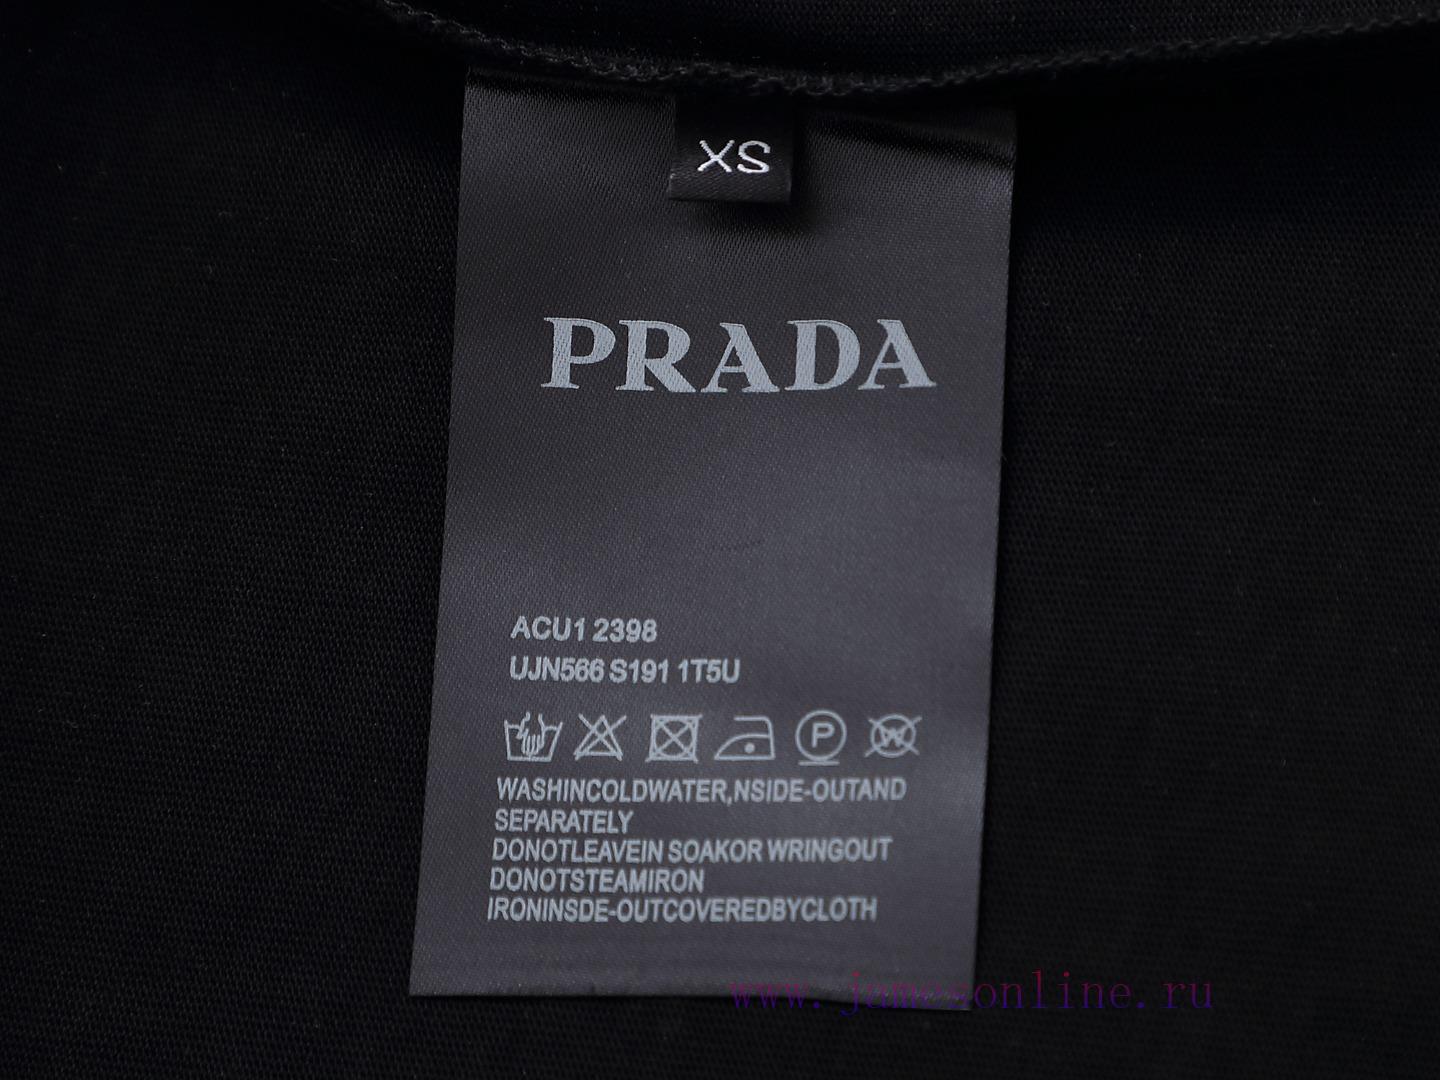 XS
PRADA
ACU1 2398
UJN566 S191 1T5U
P
W
WASHINCOLDWATER,NSIDE-OUTAND
SEPARATELY
DONOTLEAVEIN SOAKOR WRINGOUT
DONOTSTEAMIRON
IRONINSDE-OUTCOVEREDBYCLOTH
www.jamesonline.ru